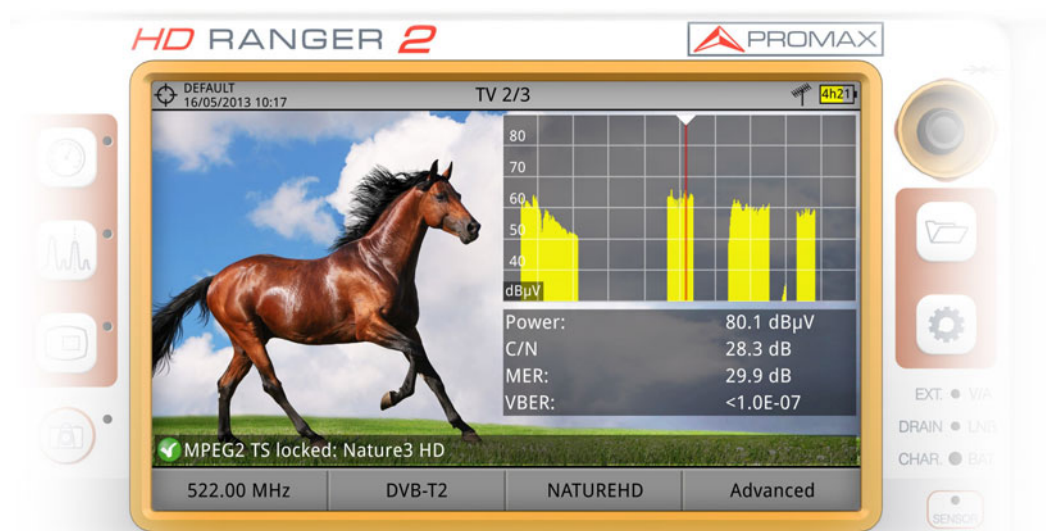 HD RANGER 2
PROMAX
DEFAULT
16/05/2013 10:17
TV 2/3
4h21
80
70
60
50
40
dBµV
Power: 80.1 dBµV
C/N 28.3 dB
MER: 29.9 dB
VBER: <1.0E-07
MPEG2 TS locked: Nature3 HD
522.00 MHz DVB-T2 NATUREHD Advanced
EXT. V/A
DRAIN LNB
CHAR. BAT
SENSOR